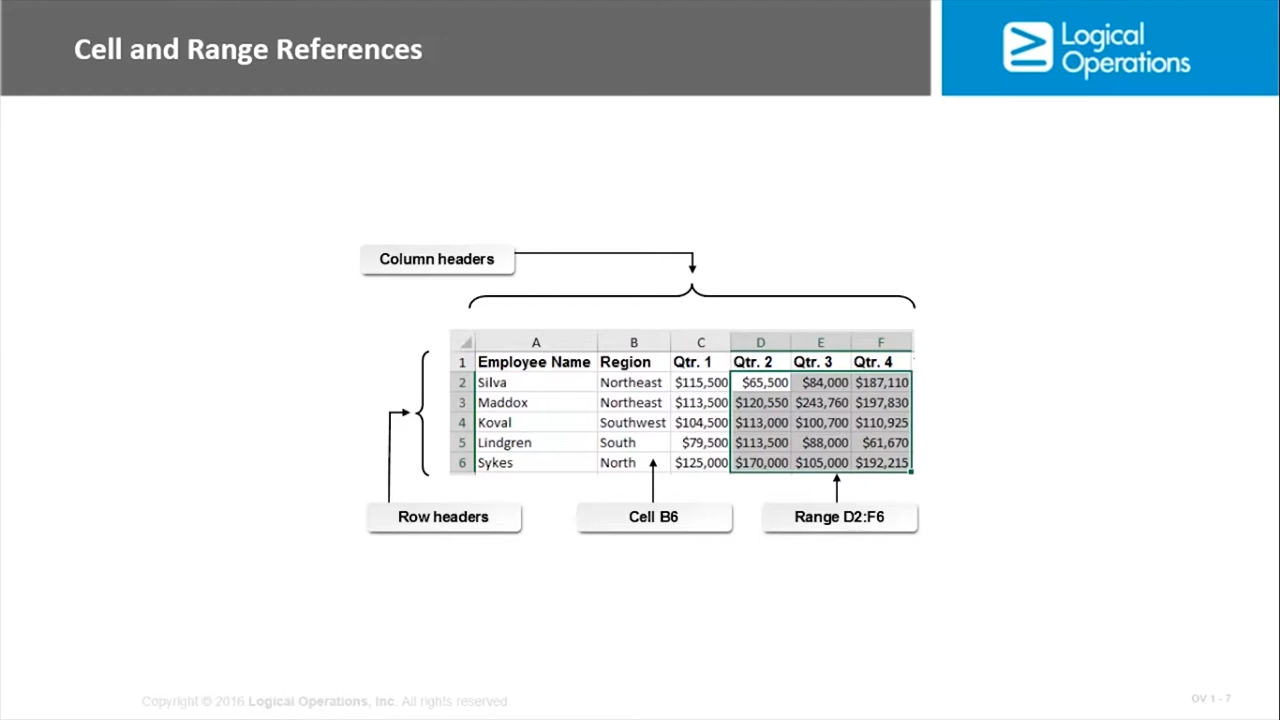 Cell and Range References
Logical
Operations
Column headers
A B C D E F
1 Employee Name Region Qtr. 1 Qtr. 2 Qtr. 3 Qtr. 4
2 Silva Northeast $115,500 $65,500 $84,000 $187,110
3 Maddox Northeast $113,500 $120,550 $243,760 $197,830
4 Koval Southwest $104,500 $113,000 $100,700 $110,925
5 Lindgren South $79,500 $113,500 $88,000 $61,670
6 Sykes North $125,000 $170,000 $105,000 $192,215
Row headers Cell B6 Range D2:F6
Copyright © 2016 Logical Operations, Inc. All rights reserved
OV 1 - 7